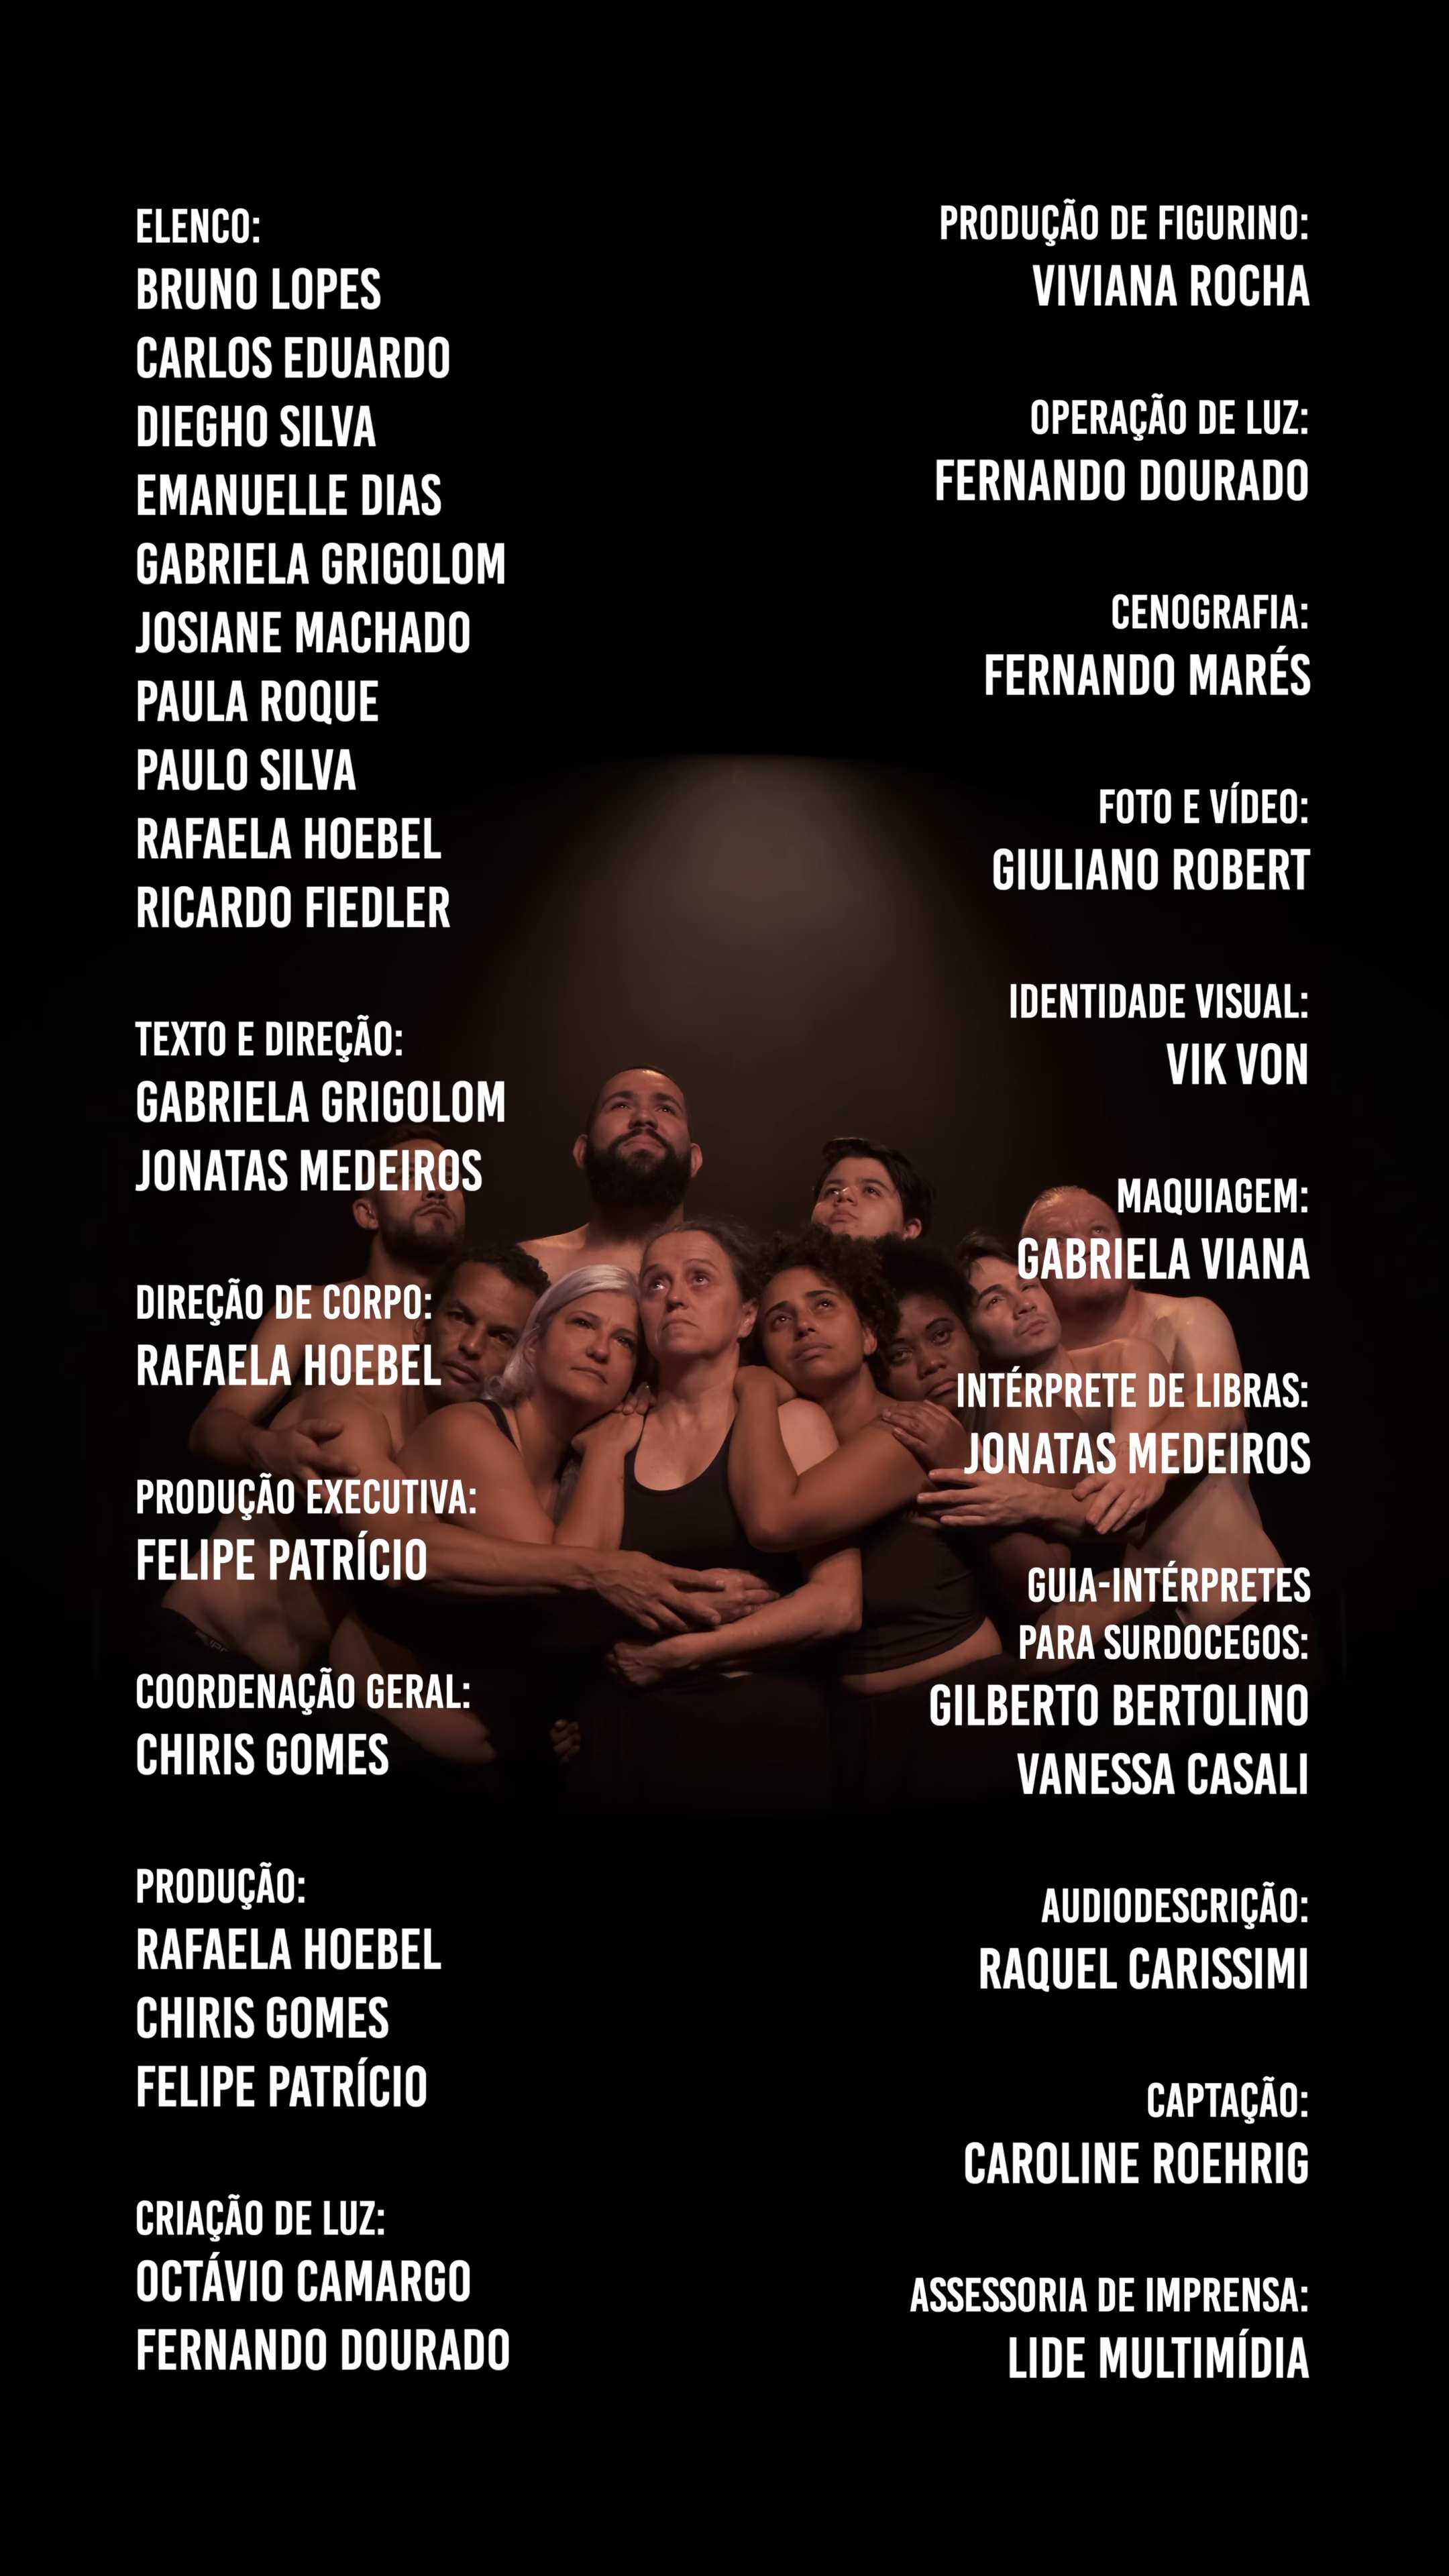 ELENCO:
BRUNO LOPES
CARLOS EDUARDO
DIEGHO SILVA
EMANUELLE DIAS
GABRIELA GRIGOLOM
JOSIANE MACHADO
PAULA ROQUE
PAULO SILVA
RAFAELA HOEBEL
RICARDO FIEDLER
TEXTO E DIREÇÃO:
GABRIELA GRIGOLOM
JONATAS MEDEIROS
DIREÇÃO DE CORPO:
RAFAELA HOEBEL
PRODUÇÃO EXECUTIVA:
FELIPE PATRÍCIO
COORDENAÇÃO GERAL:
CHIRIS GOMES
PRODUÇÃO:
RAFAELA HOEBEL
CHIRIS GOMES
FELIPE PATRÍCIO
CRIAÇÃO DE LUZ:
OCTÁVIO CAMARGO
FERNANDO DOURADO
PRODUÇÃO DE FIGURINO:
VIVIANA ROCHA
OPERAÇÃO DE LUZ:
FERNANDO DOURADO
CENOGRAFIA:
FERNANDO MARÉS
FOTO E VÍDEO:
GIULIANO ROBERT
IDENTIDADE VISUAL:
VIK VON
MAQUIAGEM:
GABRIELA VIANA
INTÉRPRETE DE LIBRAS:
JONATAS MEDEIROS
GUIA-INTÉRPRETES
PARA SURDOCEGOS:
GILBERTO BERTOLINO
VANESSA CASALI
AUDIODESCRIÇÃO:
RAQUEL CARISSIMI
CAPTAÇÃO:
CAROLINE ROEHRIG
ASSESSORIA DE IMPRENSA:
LIDE MULTIMÍDIA